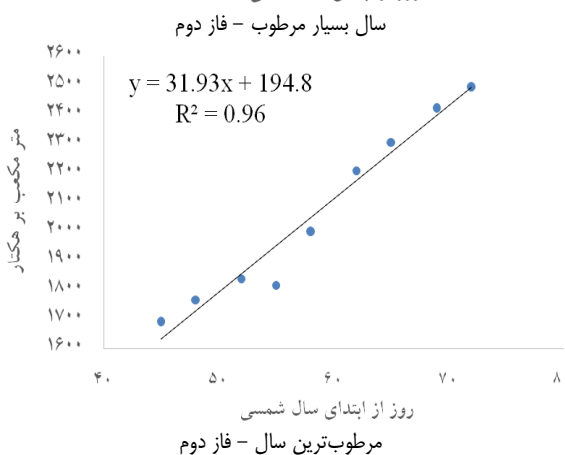 سال بسیار مرطوب – فاز دوم
۲۶۰۰
۲۵۰۰
۲۴۰۰
۲۳۰۰
۲۲۰۰
۲۱۰۰
۲۰۰۰
۱۹۰۰
۱۸۰۰
۱۷۰۰
۱۶۰۰
متر مکعب بر هکتار
y = 31.93x + 194.8
R² = 0.96
۴۰ ۵۰ ۶۰ ۷۰ ۸
روز از ابتدای سال شمسی
مرطوب‌ترین سال – فاز دوم